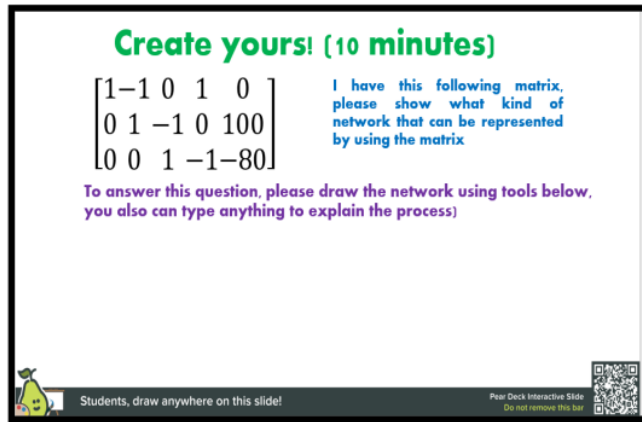 Create yours! (10 minutes)
1−1 0 1 0
0 1 −1 0 100
0 0 1 −1−80
I have this following matrix,
please show what kind of
network that can be represented
by using the matrix
To answer this question, please draw the network using tools below,
you also can type anything to explain the process)
Students, draw anywhere on this slide!
Pear Deck Interactive Slide
Do not remove this bar